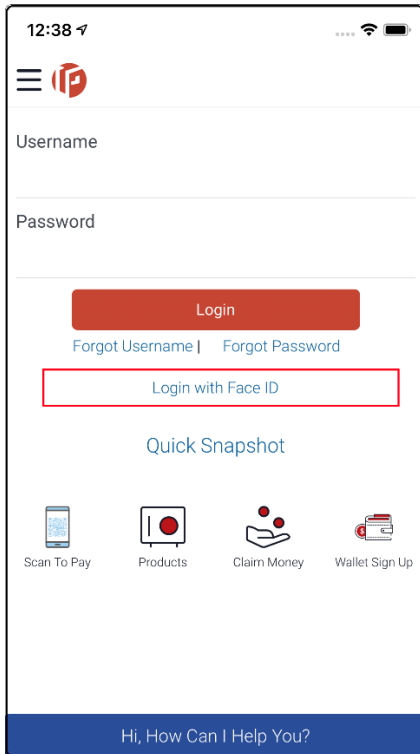 12:38
Username
Password
Login
Forgot Username | Forgot Password
Login with Face ID
Quick Snapshot
Scan To Pay Products Claim Money Wallet Sign Up
Hi, How Can I Help You?